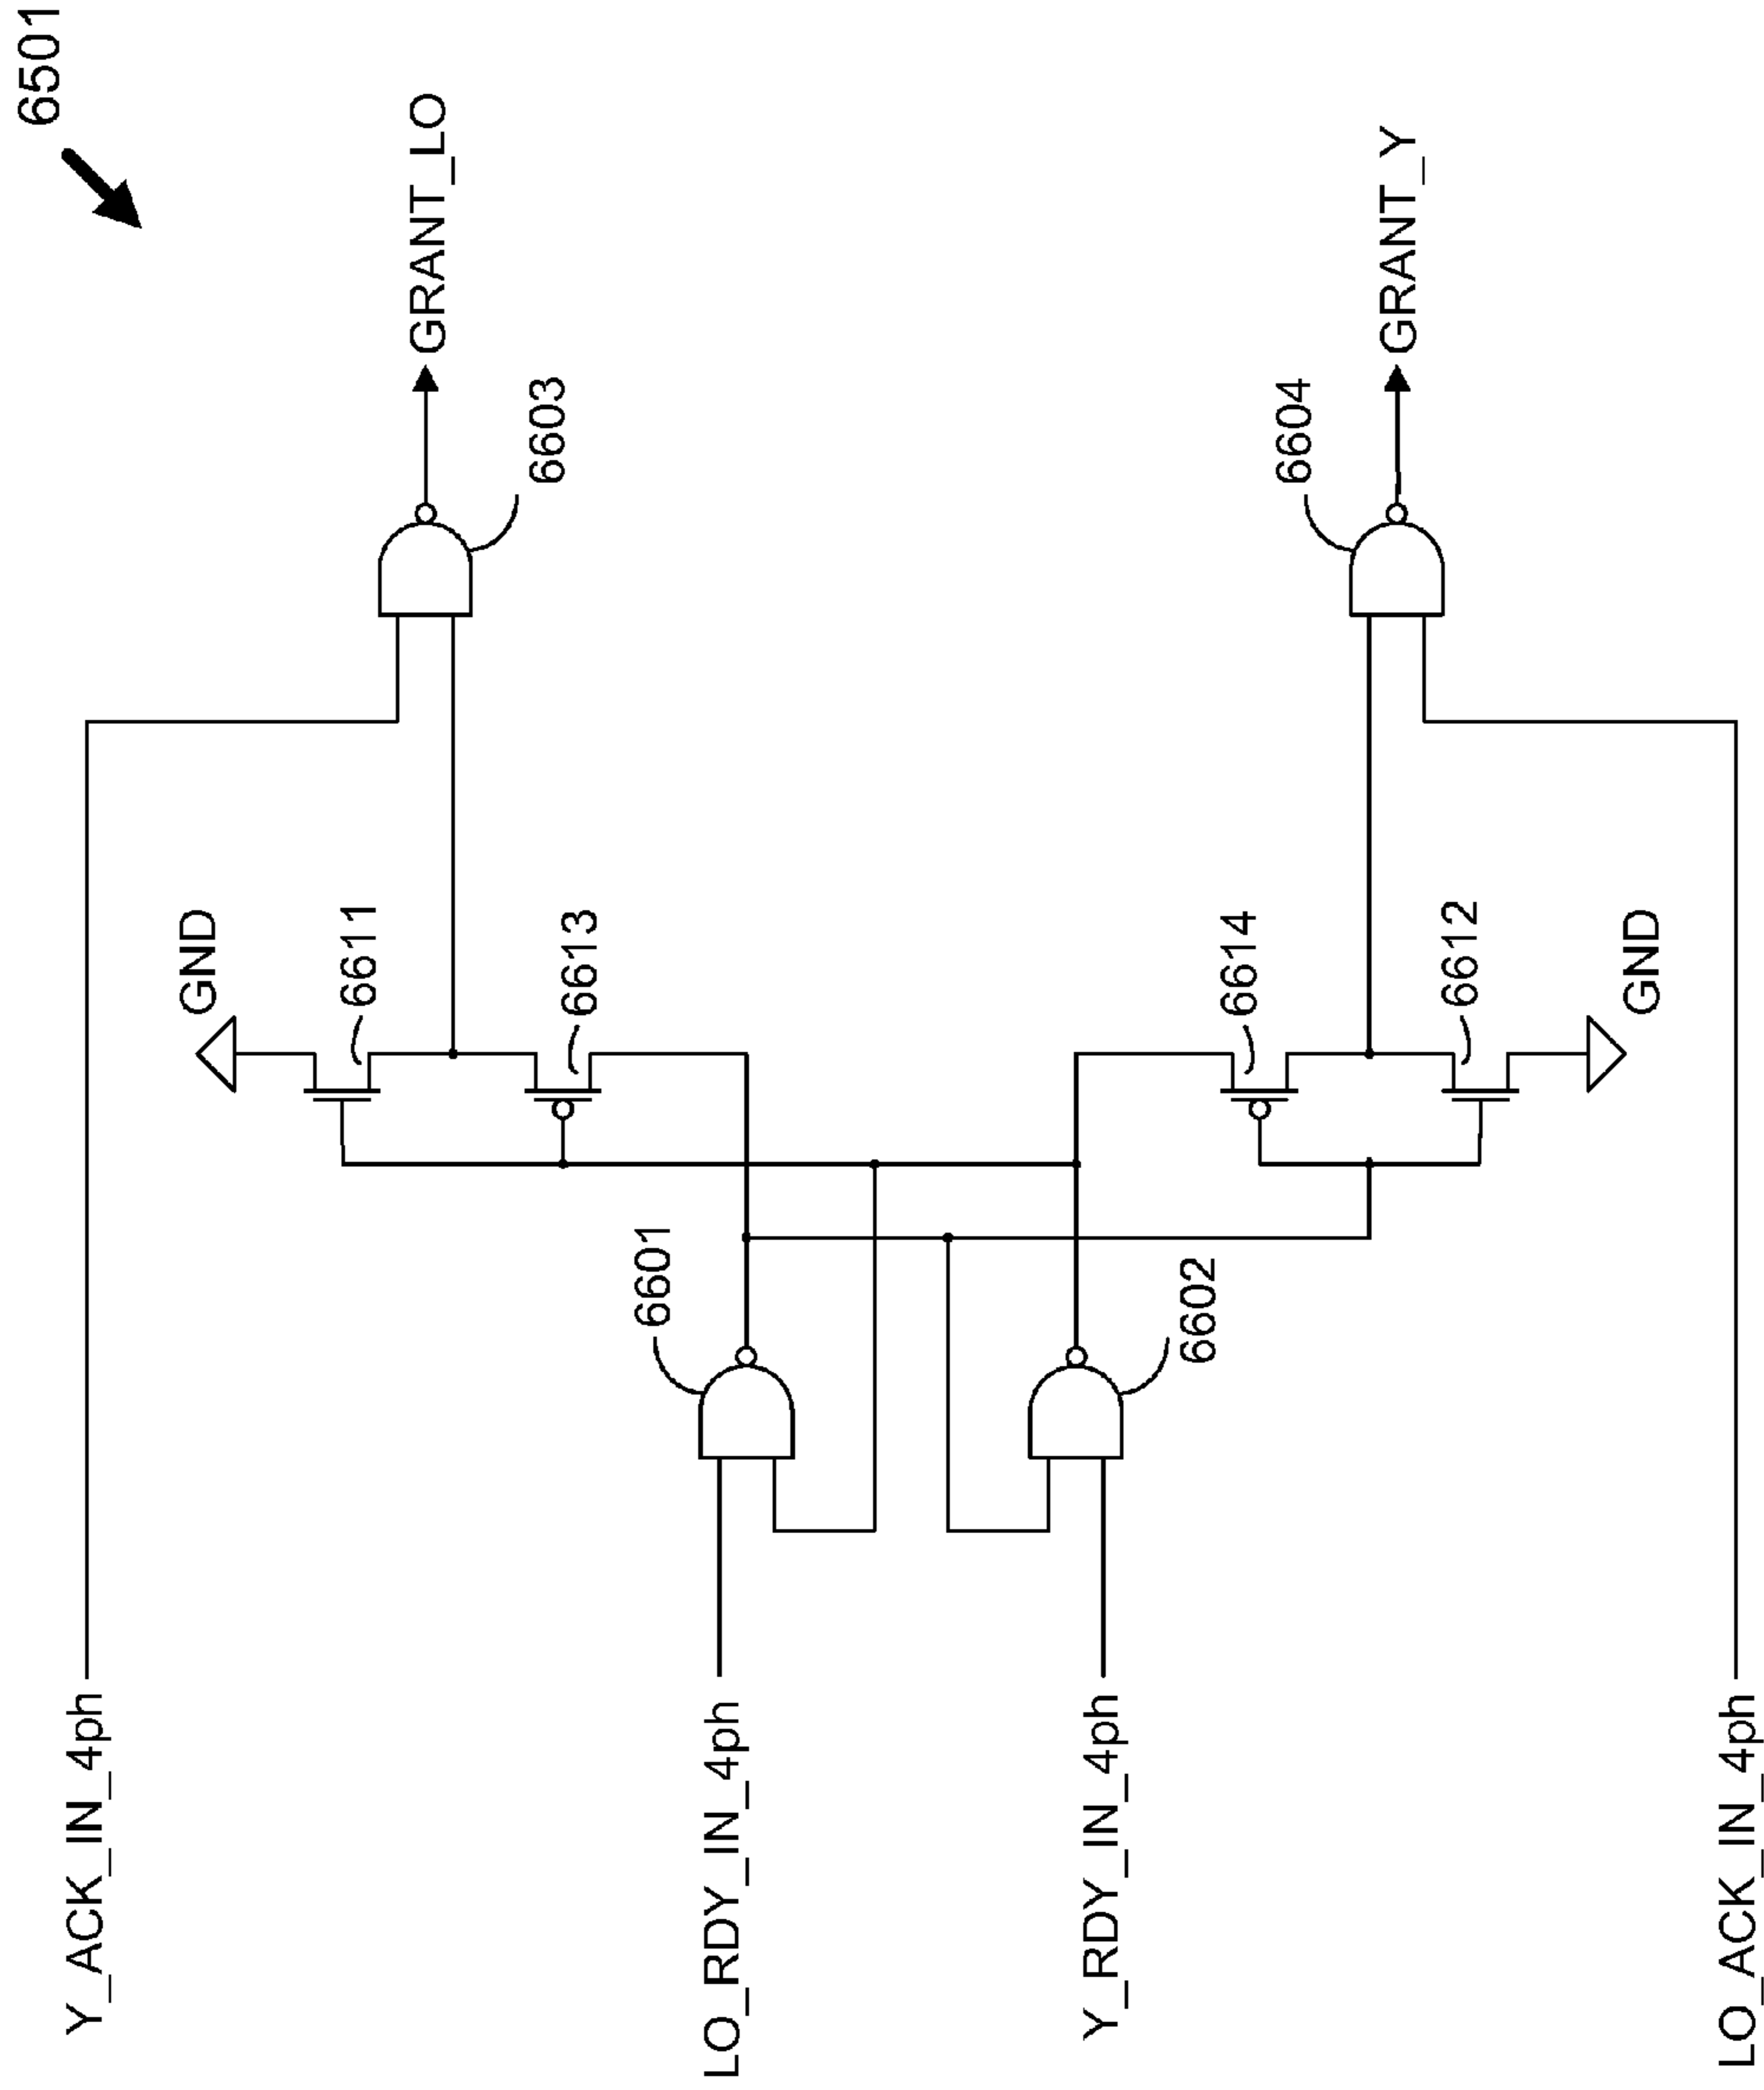 6501
Y_ACK_IN_4ph
GND
6611
GRANT_LO
6613
6603
6601
LO_RDY_IN_4ph
Y_RDY_IN_4ph
6602
6614
6604
GRANT_Y
6612
GND
LO_ACK_IN_4ph